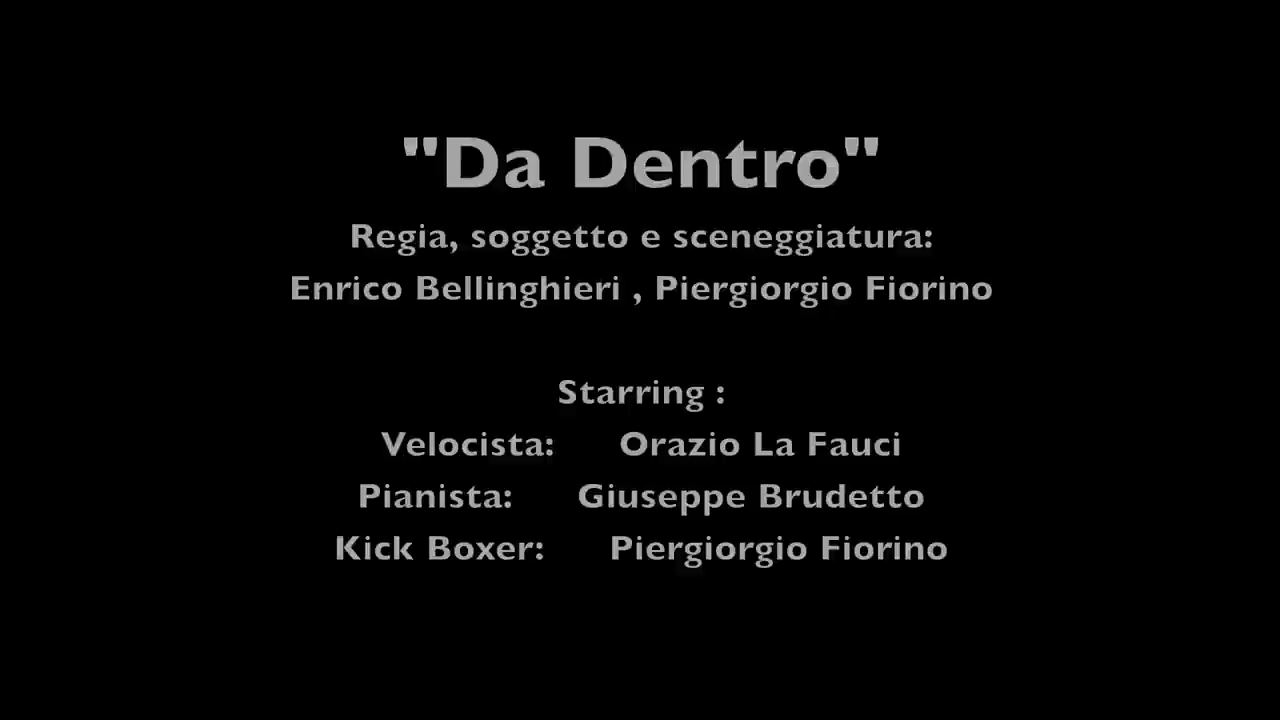 "Da Dentro"
Regia, soggetto e sceneggiatura:
Enrico Bellinghieri , Piergiorgio Fiorino
Starring :
Velocista: Orazio La Fauci
Pianista: Giuseppe Brudetto
Kick Boxer: Piergiorgio Fiorino